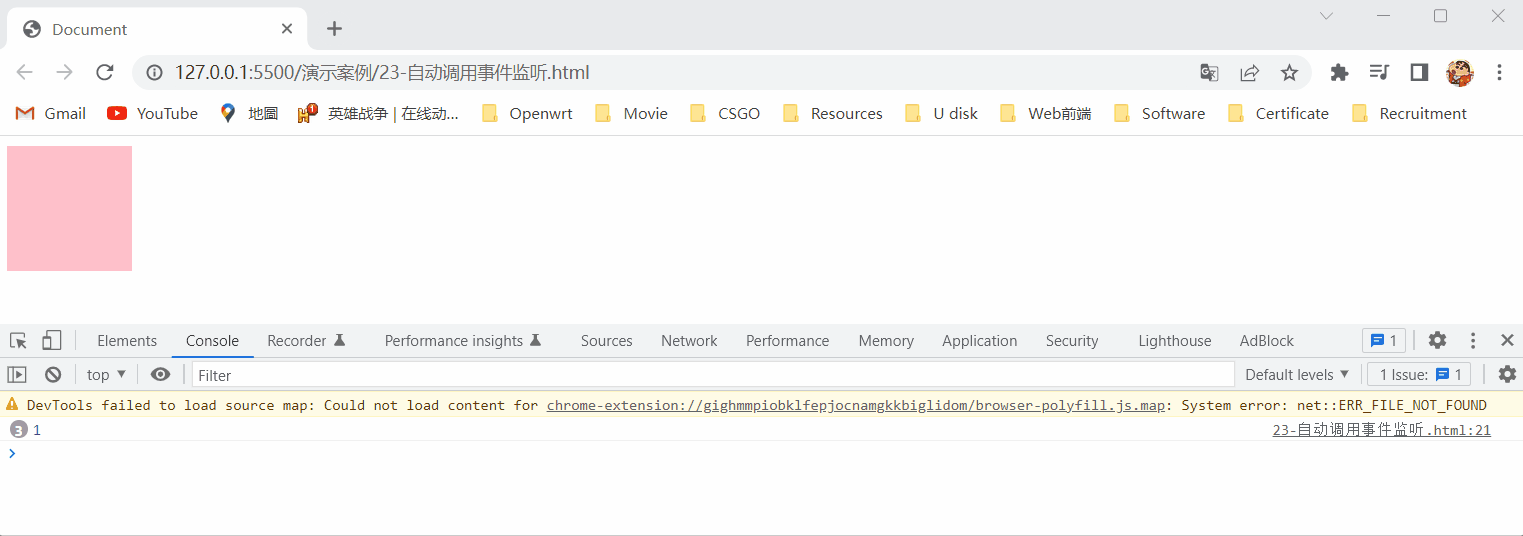 Document
127.0.0.1:5500/演示案例/23-自动调用事件监听.html
Gmail YouTube 地圖 英雄战争 | 在线动... Openwrt Movie CSGO Resources U disk Web前端 Software Certificate Recruitment
Elements Console Recorder Performance insights Sources Network Performance Memory Application Security Lighthouse AdBlock 1
top Filter Default levels 1 Issue: 1
DevTools failed to load source map: Could not load content for chrome-extension://gighmmpiobklfepjocnamgkkbiglidom/browser-polyfill.js.map: System error: net::ERR_FILE_NOT_FOUND
3 1 23-自动调用事件监听.html:21